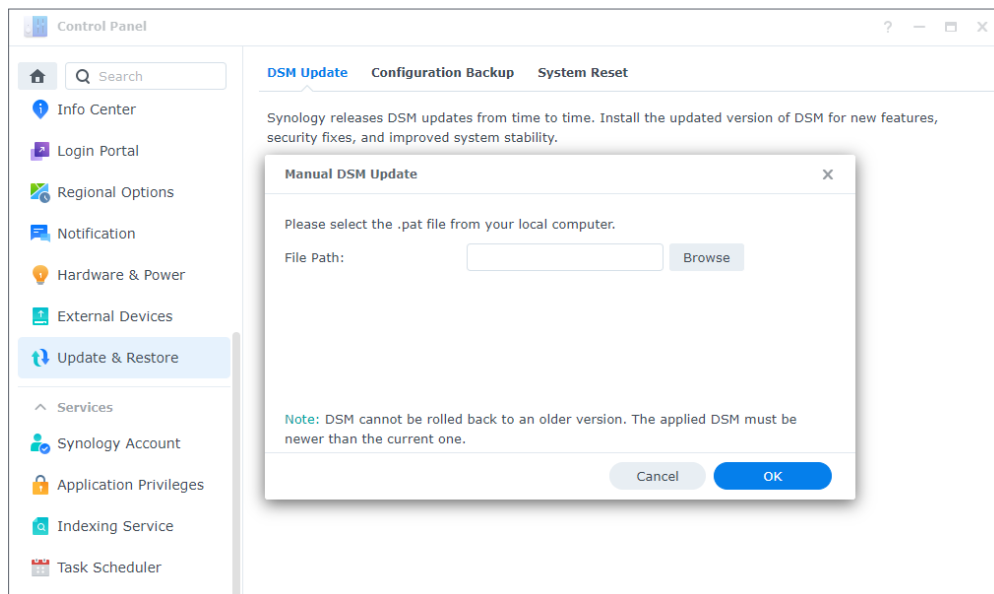 Control Panel
?
Search
Info Center
Login Portal
Regional Options
Notification
Hardware & Power
External Devices
Update & Restore
Services
Synology Account
Application Privileges
Indexing Service
Task Scheduler
DSM Update Configuration Backup System Reset
Synology releases DSM updates from time to time. Install the updated version of DSM for new features,
security fixes, and improved system stability.
Manual DSM Update
Please select the .pat file from your local computer.
File Path:
Browse
Note: DSM cannot be rolled back to an older version. The applied DSM must be
newer than the current one.
Cancel
OK